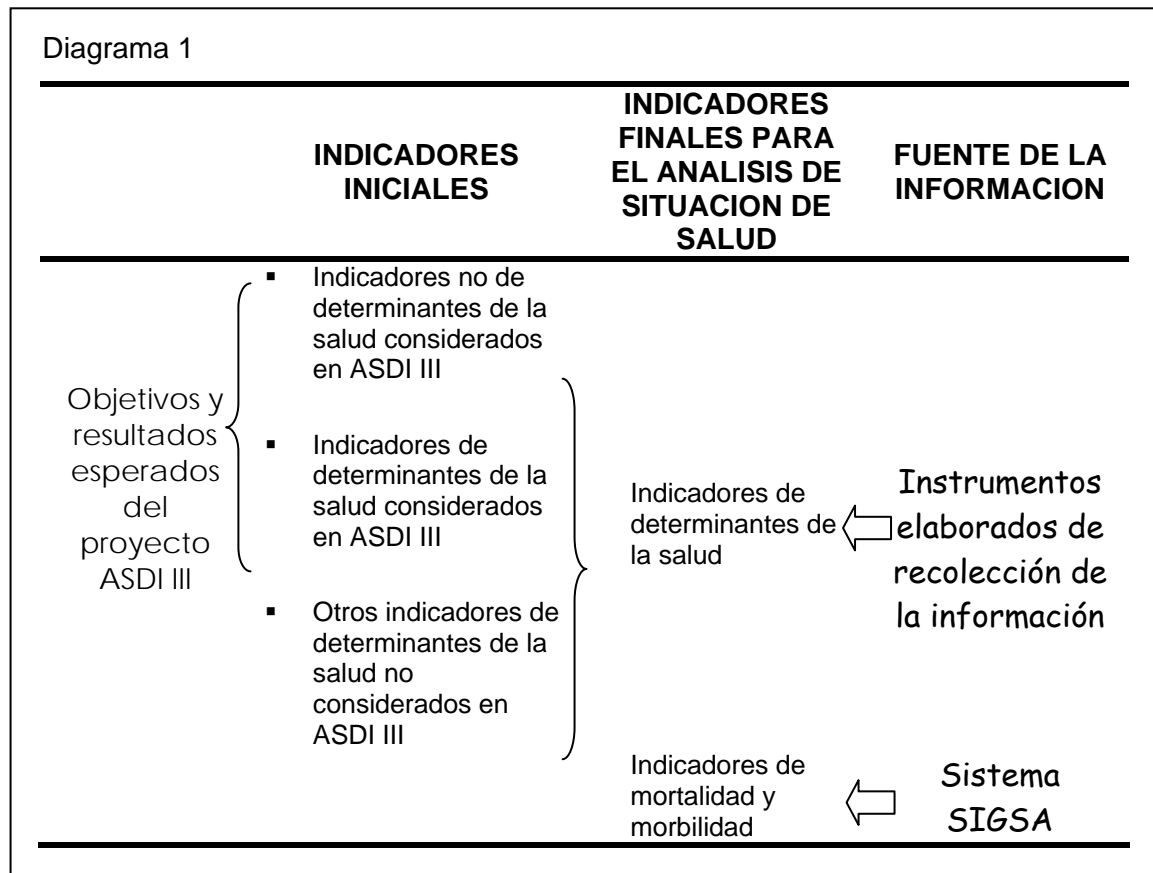 Diagrama 1
INDICADORES
INICIALES
INDICADORES
FINALES PARA
EL ANALISIS DE
SITUACION DE
SALUD
FUENTE DE LA
INFORMACION
Objetivos y
resultados
esperados
del
proyecto
ASDI III
▪ Indicadores no de
determinantes de la
salud considerados
en ASDI III
▪ Indicadores de
determinantes de la
salud considerados
en ASDI III
▪ Otros indicadores de
determinantes de la
salud no
considerados en
ASDI III
Indicadores de
determinantes de
la salud
Instrumentos
elaborados de
recolección de
la información
Indicadores de
mortalidad y
morbilidad
Sistema
SIGSA